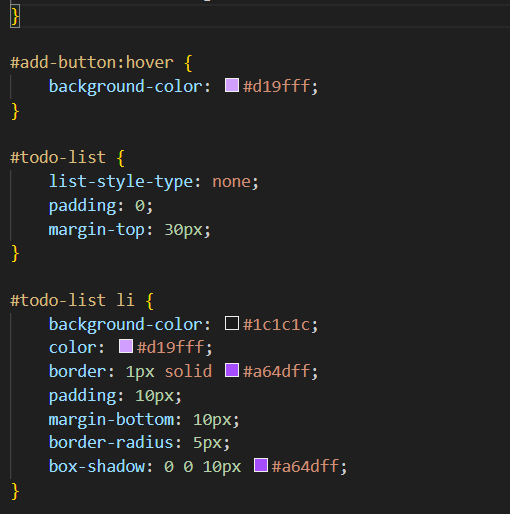 }
#add-button:hover {
    background-color: #d19fff;
}
#todo-list {
    list-style-type: none;
    padding: 0;
    margin-top: 30px;
}
#todo-list li {
    background-color: #1c1c1c;
    color: #d19fff;
    border: 1px solid #a64dff;
    padding: 10px;
    margin-bottom: 10px;
    border-radius: 5px;
    box-shadow: 0 0 10px #a64dff;
}